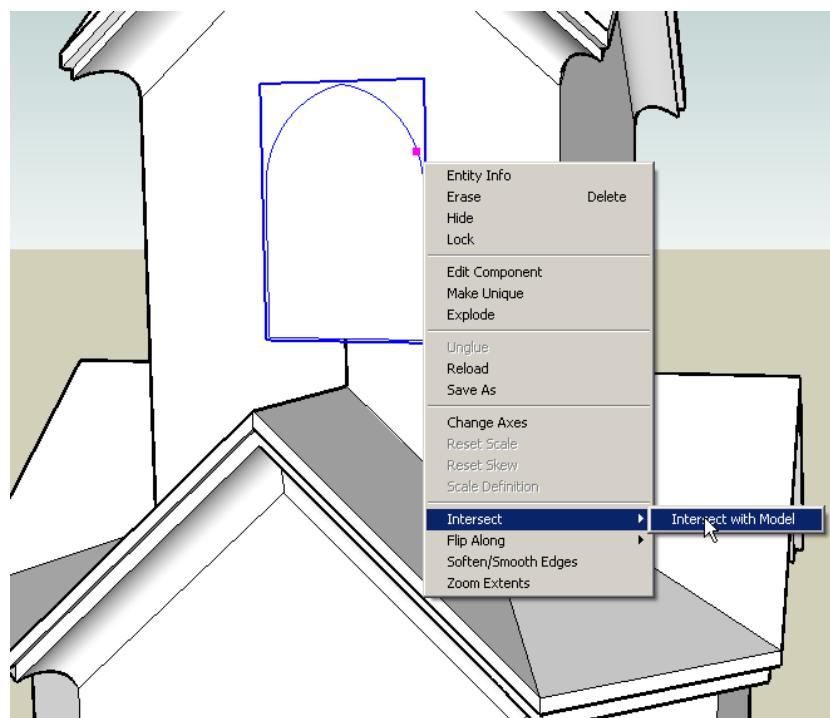 Entity Info
Erase Delete
Hide
Lock
Edit Component
Make Unique
Explode
Unglue
Reload
Save As
Change Axes
Reset Scale
Reset Skew
Scale Definition
Intersect Intersect with Model
Flip Along
Soften/Smooth Edges
Zoom Extents